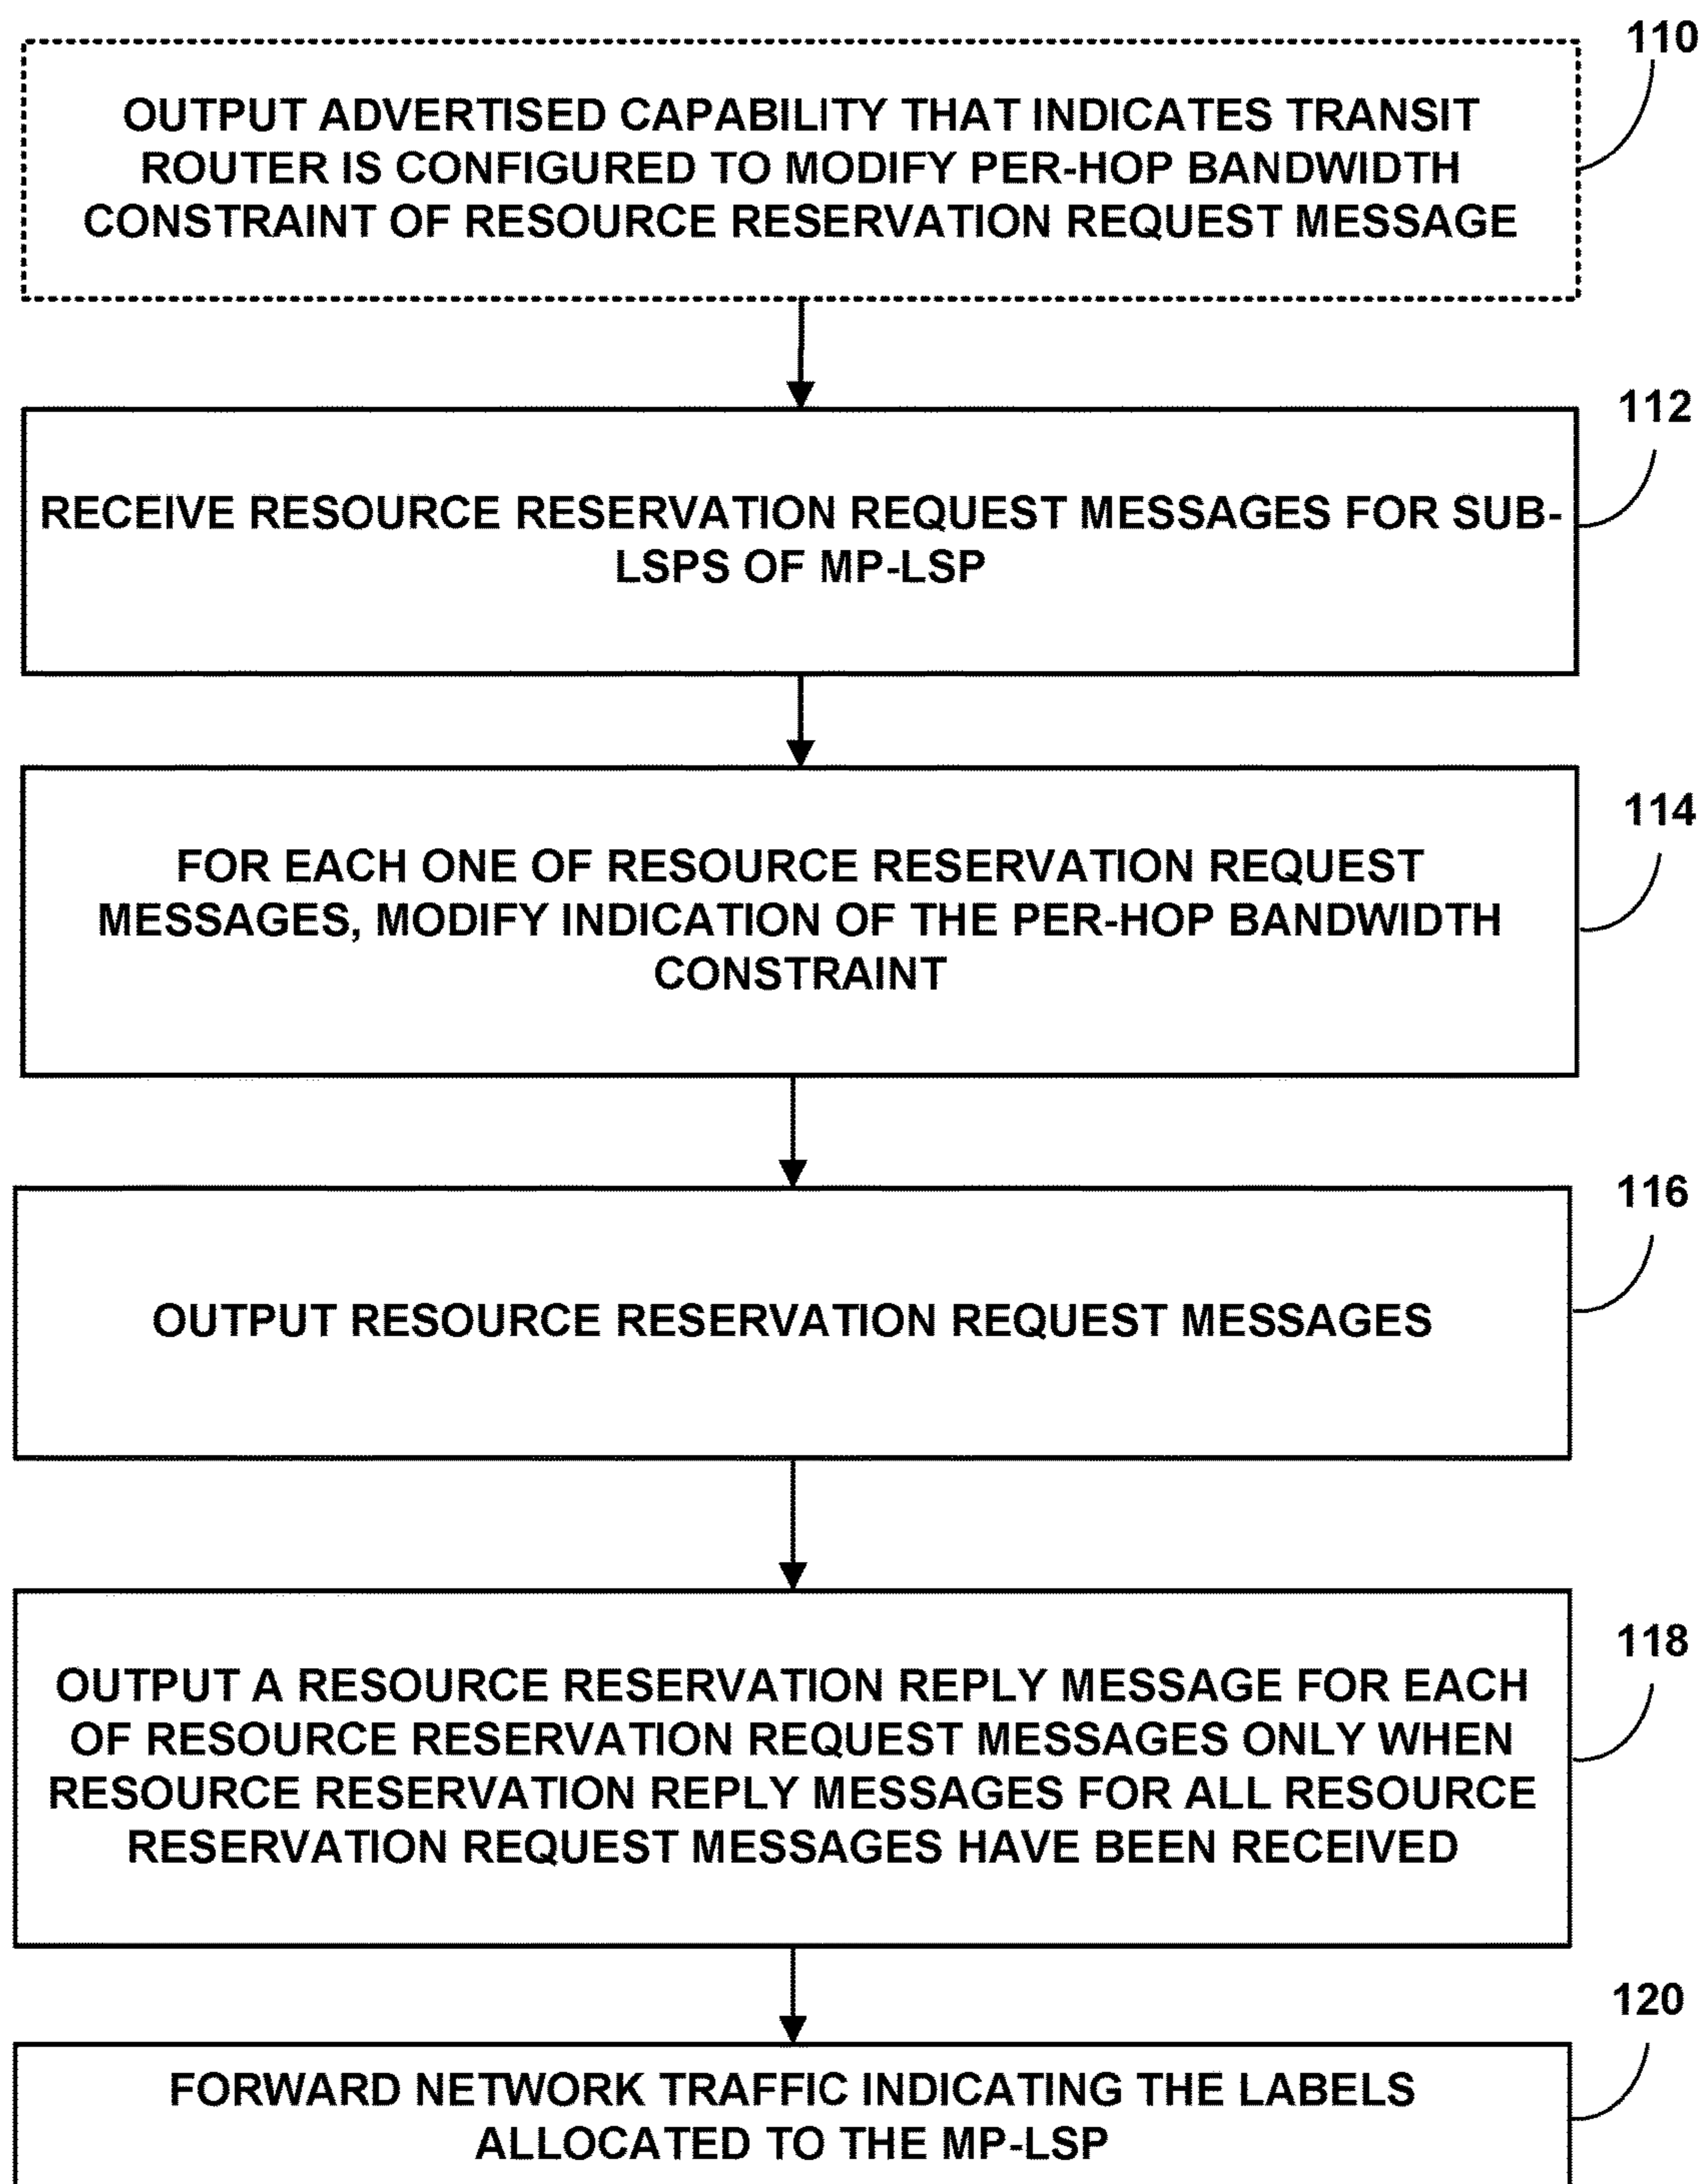 110
OUTPUT ADVERTISED CAPABILITY THAT INDICATES TRANSIT
ROUTER IS CONFIGURED TO MODIFY PER-HOP BANDWIDTH
CONSTRAINT OF RESOURCE RESERVATION REQUEST MESSAGE
112
RECEIVE RESOURCE RESERVATION REQUEST MESSAGES FOR SUB-
LSPS OF MP-LSP
114
FOR EACH ONE OF RESOURCE RESERVATION REQUEST
MESSAGES, MODIFY INDICATION OF THE PER-HOP BANDWIDTH
CONSTRAINT
116
OUTPUT RESOURCE RESERVATION REQUEST MESSAGES
118
OUTPUT A RESOURCE RESERVATION REPLY MESSAGE FOR EACH
OF RESOURCE RESERVATION REQUEST MESSAGES ONLY WHEN
RESOURCE RESERVATION REPLY MESSAGES FOR ALL RESOURCE
RESERVATION REQUEST MESSAGES HAVE BEEN RECEIVED
120
FORWARD NETWORK TRAFFIC INDICATING THE LABELS
ALLOCATED TO THE MP-LSP